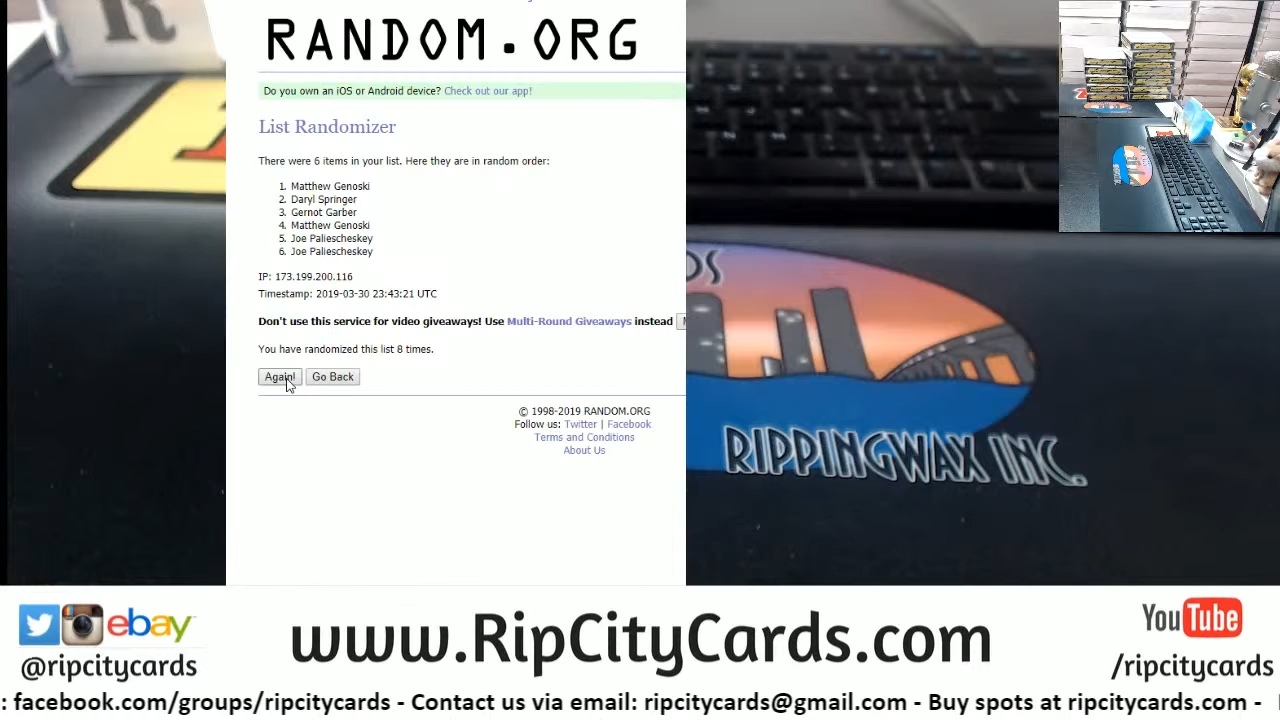 R
RANDOM.ORG
Do you own an iOS or Android device? Check out our app!
List Randomizer
There were 6 items in your list. Here they are in random order:
1. Matthew Genoski
2. Daryl Springer
3. Gernot Garber
4. Matthew Genoski
5. Joe Paliescheskey
6. Joe Paliescheskey
IP: 173.199.200.116
Timestamp: 2019-03-30 23:43:21 UTC
Don't use this service for video giveaways! Use Multi-Round Giveaways instead
You have randomized this list 8 times.
Again! Go Back
© 1998-2019 RANDOM.ORG
Follow us: Twitter | Facebook
Terms and Conditions
About Us
OS
RIPPINGWAX INC.
ebay
@ripcitycards
www.RipCityCards.com
YouTube
/ripcitycards
: facebook.com/groups/ripcitycards - Contact us via email: ripcitycards@gmail.com - Buy spots at ripcitycards.com -